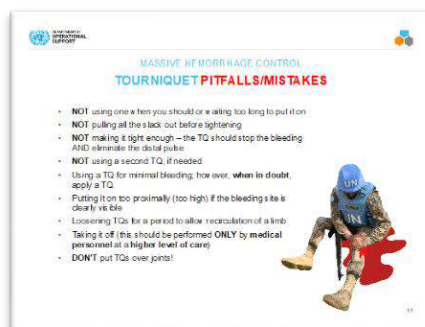 DEPARTMENT OF
OPERATIONAL
SUPPORT
MASSIVE HEMORRHAGE CONTROL
TOURNIQUET PITFALLS/MISTAKES
• NOT using one when you should or waiting too long to put it on
• NOT pulling all the slack out before tightening
• NOT making it tight enough – the TQ should stop the bleeding
AND eliminate the distal pulse
• NOT using a second TQ, if needed
• Using a TQ for minimal bleeding; however, when in doubt,
apply a TQ
• Putting it on too proximally (too high) if the bleeding site is
clearly visible
• Loosening TQs for a period to allow recirculation of a limb
• Taking it off (this should be performed ONLY by medical
personnel at a higher level of care)
• DON'T put TQs over joints!
UN
UN
17